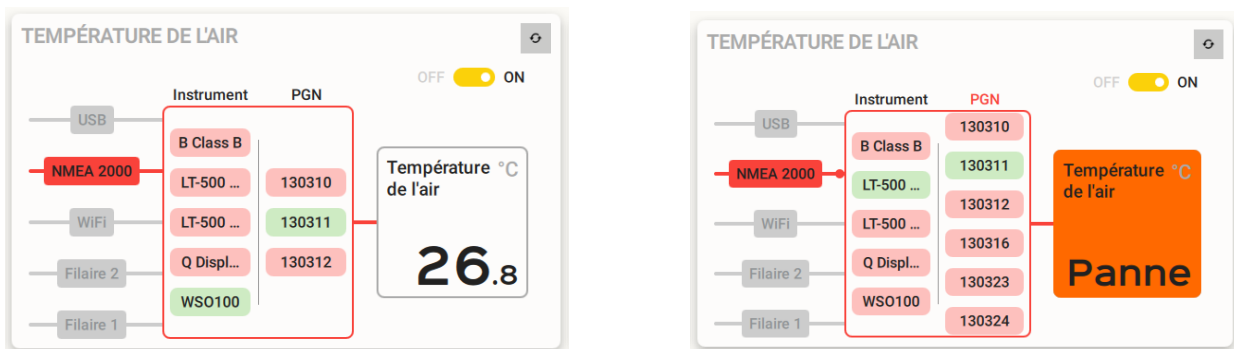 TEMPÉRATURE DE L'AIR
OFF ON
Instrument PGN
USB
B Class B
NMEA 2000
LT-500 ... 130310
WiFi
LT-500 ... 130311
Filaire 2
Q Displ... 130312
WSO100
Filaire 1
Température °C
de l'air
26.8
TEMPÉRATURE DE L'AIR
OFF ON
Instrument PGN
USB
130310
B Class B
130311
NMEA 2000
LT-500 ...
130312
WiFi
LT-500 ...
130316
Filaire 2
Q Displ...
130323
WSO100
Filaire 1
130324
Température °C
de l'air
Panne